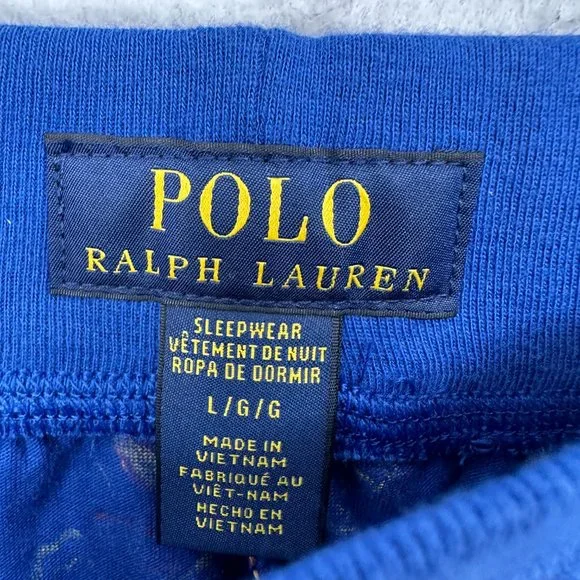 POLO
RALPH LAUREN
SLEEPWEAR
VÊTEMENT DE NUIT
ROPA DE DORMIR
L/G/G
MADE IN
VIETNAM
FABRIQUÉ AU
VIÊT-NAM
HECHO EN
VIETNAM